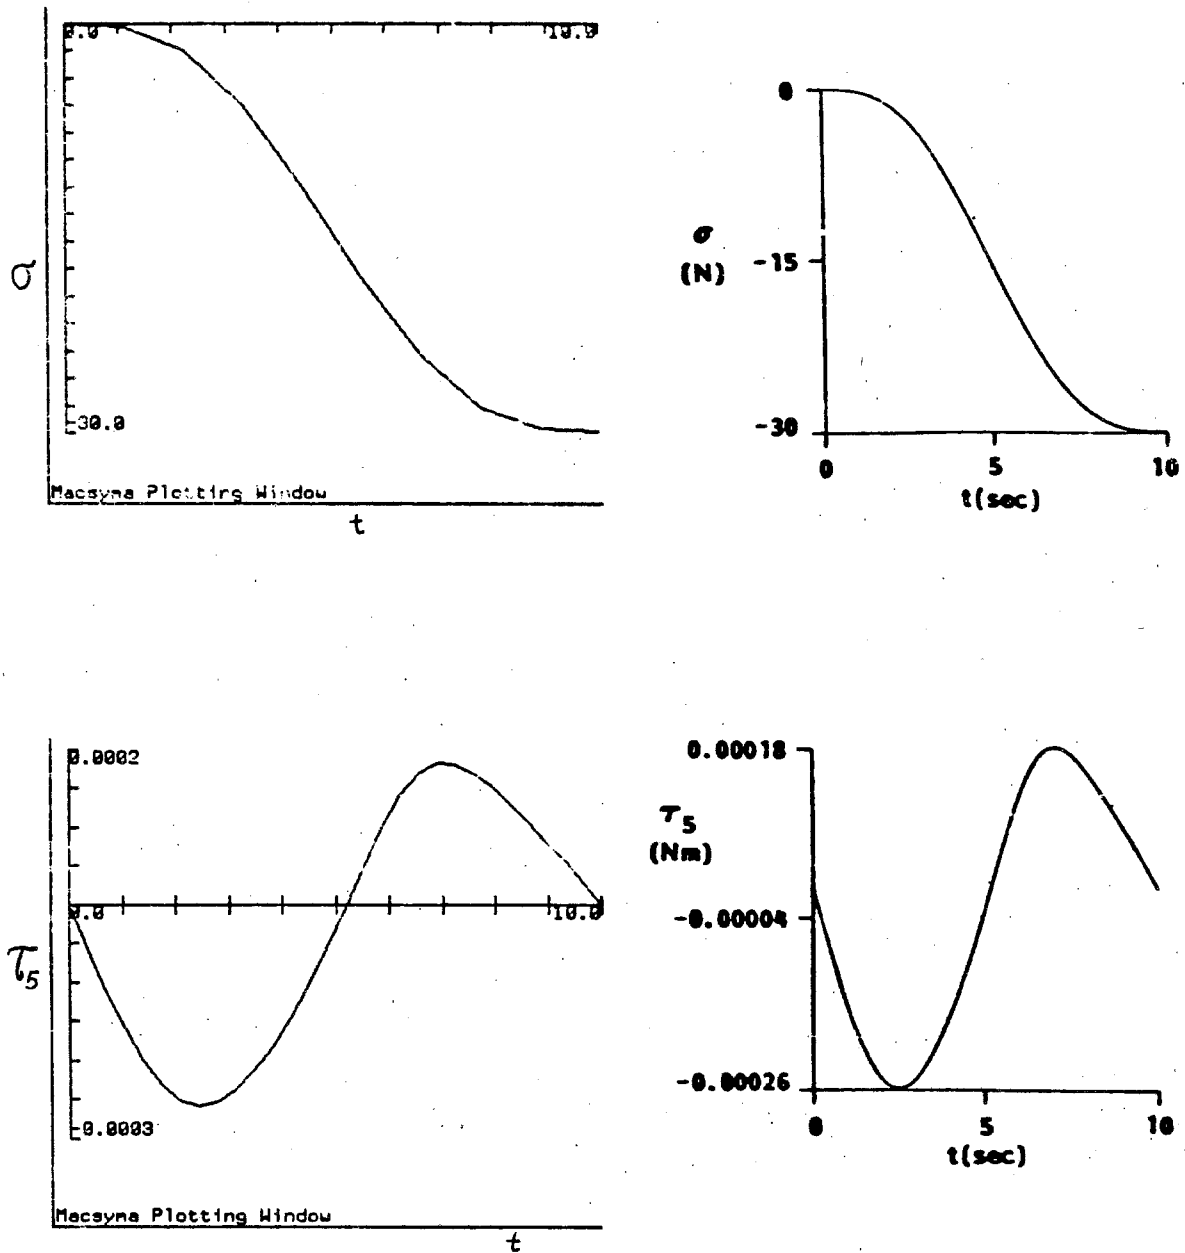 0.0
10.0
σ
-30.0
Macsyma Plotting Window
t
0
σ
(N)
-15
-30
0
5
10
t(sec)
0.0002
0.0
10.0
τ5
-0.0003
Macsyma Plotting Window
t
0.00018
τ5
(Nm)
-0.00004
-0.00026
0
5
10
t(sec)